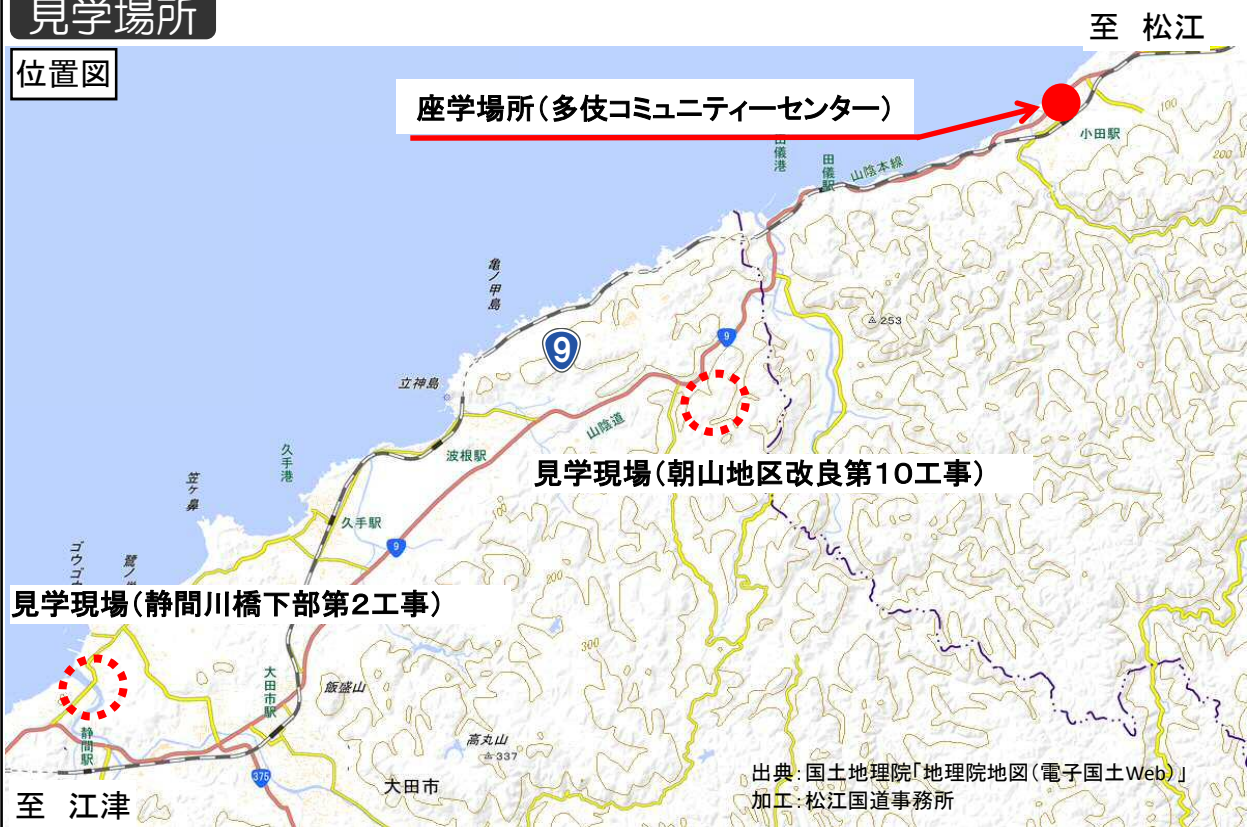 見学場所
至 松江
位置図
座学場所(多伎コミュニティーセンター)
小田駅
100
200
田儀港
田儀駅
山陰本線
亀ノ甲島
253
9
9
立神島
山陰道
波根駅
見学現場(朝山地区改良第10工事)
久手港
笠ヶ鼻
久手駅
9
200
見学現場(静間川橋下部第2工事)
300
大田市駅
飯盛山
静間駅
高丸山
337
375
大田市
出典:国土地理院「地理院地図(電子国土Web)」
加工:松江国道事務所
至 江津